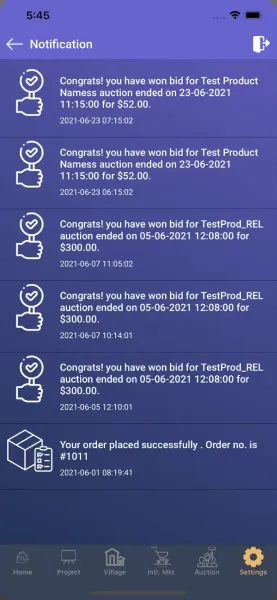 5:45
Notification
Congrats! you have won bid for Test Product
Namess auction ended on 23-06-2021
11:15:00 for $52.00.
2021-06-23 07:15:02
Congrats! you have won bid for Test Product
Namess auction ended on 23-06-2021
11:15:00 for $52.00.
2021-06-23 06:15:02
Congrats! you have won bid for TestProd_REL
auction ended on 05-06-2021 12:08:00 for
$300.00.
2021-06-07 11:05:02
Congrats! you have won bid for TestProd_REL
auction ended on 05-06-2021 12:08:00 for
$300.00.
2021-06-07 10:14:01
Congrats! you have won bid for TestProd_REL
auction ended on 05-06-2021 12:08:00 for
$300.00.
2021-06-05 12:10:01
Your order placed successfully . Order no. is
#1011
2021-06-01 08:19:41
Home Project Village Intl. Mkt Auction Settings